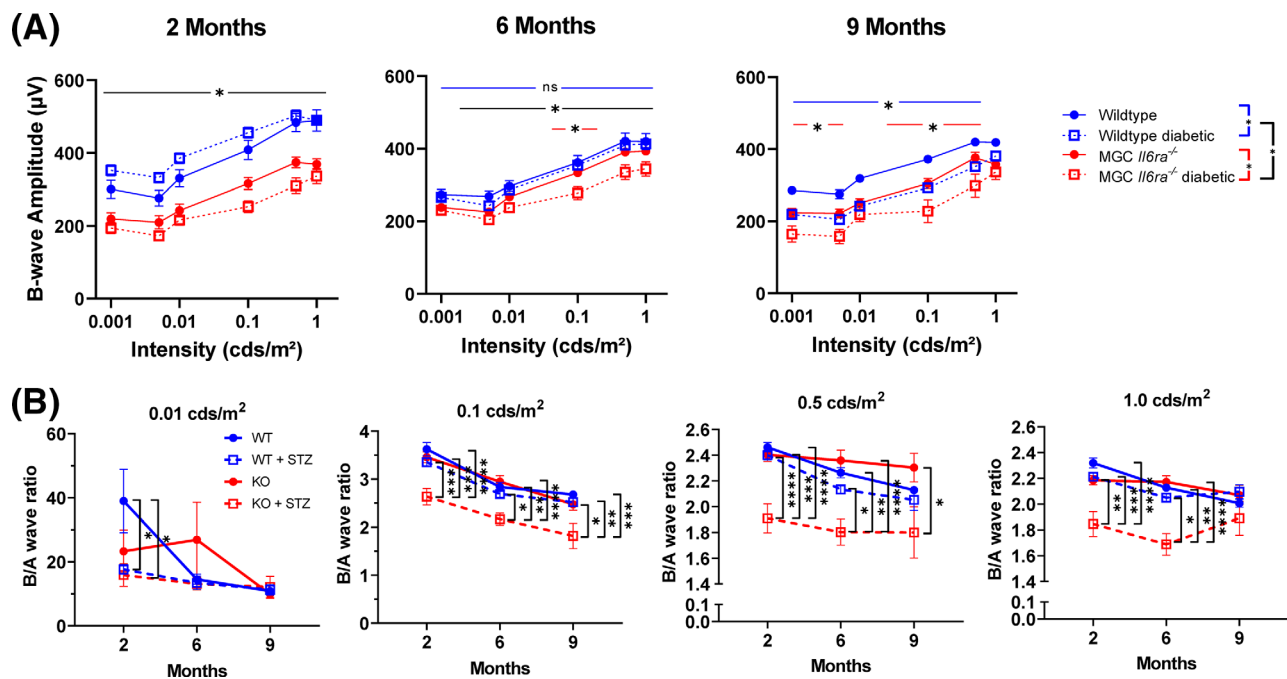 (A)
2 Months
6 Months
9 Months
B-wave Amplitude (µV)
600
400
200
0
*
0.001 0.01 0.1 1
Intensity (cds/m²)
600
400
200
0
ns
*
*
0.001 0.01 0.1 1
Intensity (cds/m²)
600
400
200
0
*
* *
0.001 0.01 0.1 1
Intensity (cds/m²)
Wildtype
Wildtype diabetic
MGC Il6ra-/-
MGC Il6ra-/- diabetic
*
*
*
(B)
0.01 cds/m²
B/A wave ratio
60
40
20
0
WT
WT + STZ
KO
KO + STZ
*
*
2 6 9
Months
0.1 cds/m²
B/A wave ratio
4
3
2
1
0
***
***
****
*
**
***
*
**
***
2 6 9
Months
0.5 cds/m²
B/A wave ratio
2.6
2.4
2.2
2.0
1.8
1.6
1.4
0.1
0.0
****
****
****
*
**
***
*
2 6 9
Months
1.0 cds/m²
B/A wave ratio
2.6
2.4
2.2
2.0
1.8
1.6
1.4
0.1
0.0
**
***
****
*
**
****
2 6 9
Months